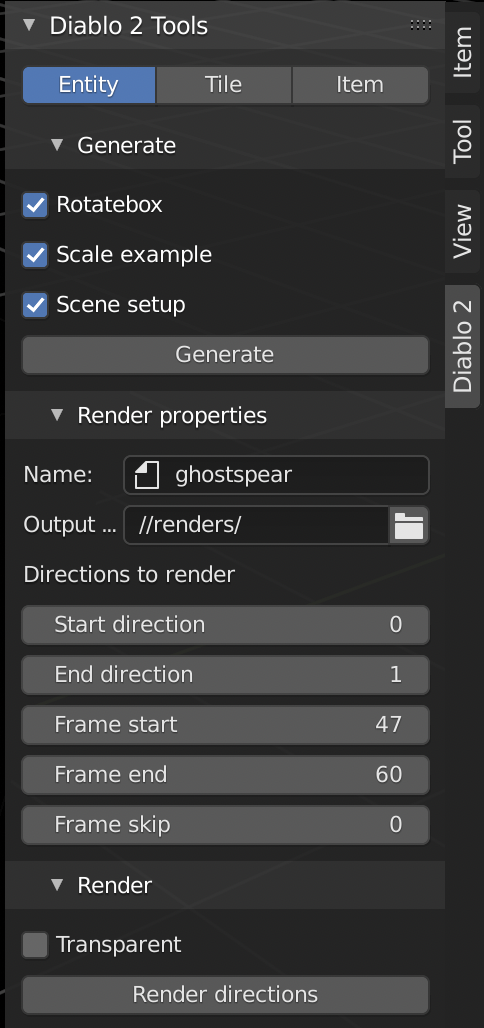 Diablo 2 Tools
Entity Tile Item
Generate
Rotatebox
Scale example
Scene setup
Generate
Render properties
Name: ghostspear
Output ... //renders/
Directions to render
Start direction 0
End direction 1
Frame start 47
Frame end 60
Frame skip 0
Render
Transparent
Render directions
Item
Tool
View
Diablo 2